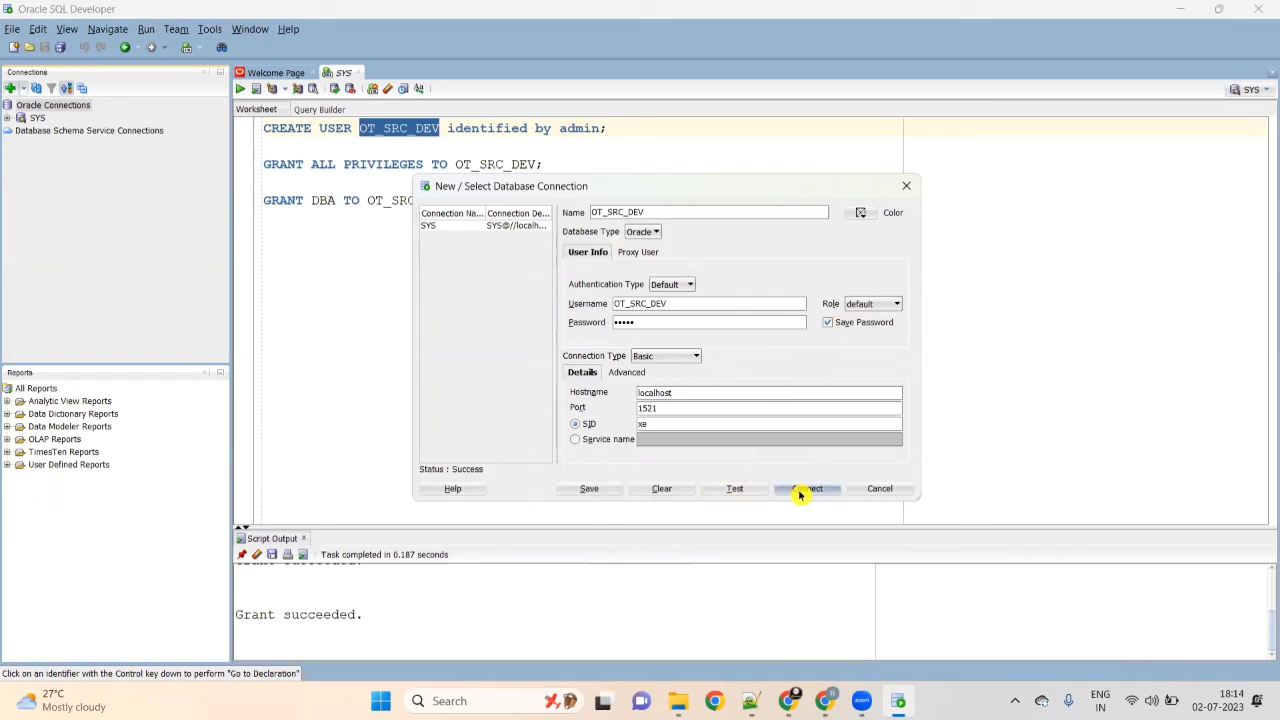 Oracle SQL Developer
File Edit View Navigate Run Team Tools Window Help
Connections
Oracle Connections
SYS
Database Schema Service Connections
Welcome Page
SYS
SYS
Worksheet Query Builder
CREATE USER OT_SRC_DEV identified by admin;
GRANT ALL PRIVILEGES TO OT_SRC_DEV;
GRANT DBA TO OT_SRC
New / Select Database Connection
Connection Na... Connection De...
SYS SYS@//localh...
Name OT_SRC_DEV Color
Database Type Oracle
User Info Proxy User
Authentication Type Default
Username OT_SRC_DEV Role default
Password ••••• Save Password
Connection Type Basic
Details Advanced
Hostname localhost
Port 1521
SID xe
Service name
Status : Success
Help Save Clear Test Connect Cancel
Reports
All Reports
Analytic View Reports
Data Dictionary Reports
Data Modeler Reports
OLAP Reports
TimesTen Reports
User Defined Reports
Script Output
Task completed in 0.187 seconds
Grant succeeded.
Grant succeeded.
Click on an identifier with the Control key down to perform "Go to Declaration"
27°C
Mostly cloudy
Search
zoom
ENG
IN
18:14
02-07-2023